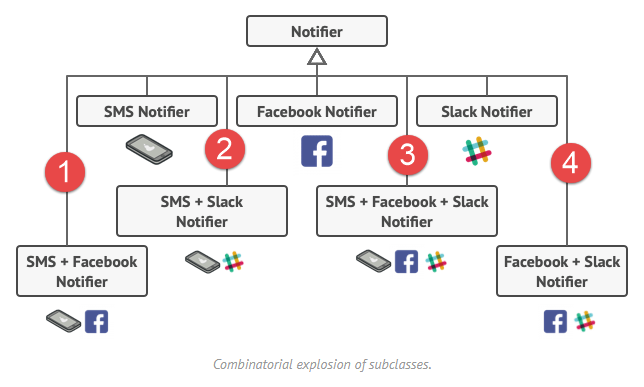 Notifier
SMS Notifier
Facebook Notifier
Slack Notifier
1
2
3
4
SMS + Slack
Notifier
SMS + Facebook + Slack
Notifier
SMS + Facebook
Notifier
Facebook + Slack
Notifier
Combinatorial explosion of subclasses.